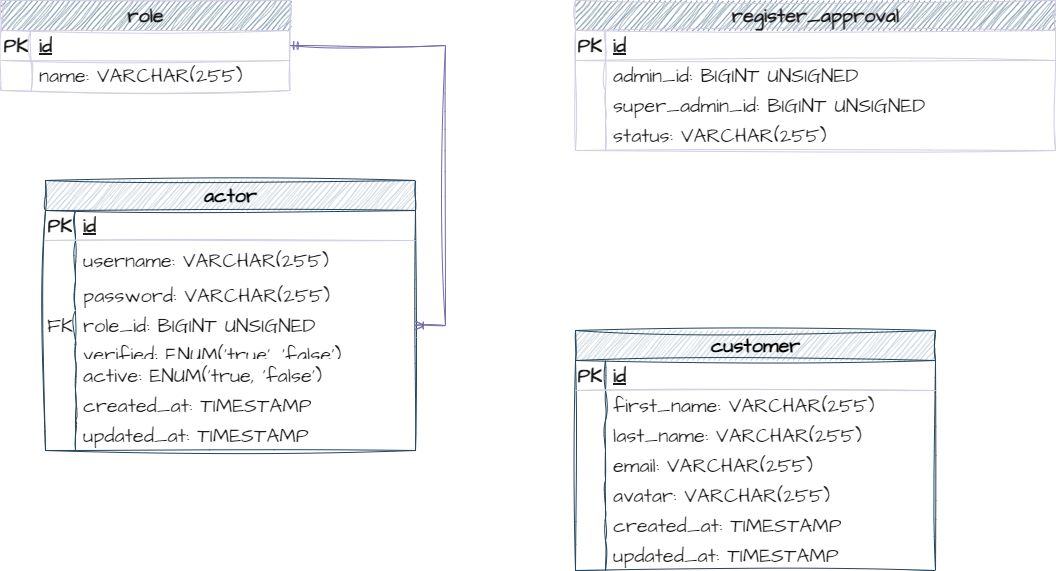 role
PK id
name: VARCHAR(255)
register_approval
PK id
admin_id: BIGINT UNSIGNED
super_admin_id: BIGINT UNSIGNED
status: VARCHAR(255)
actor
PK id
username: VARCHAR(255)
password: VARCHAR(255)
FK role_id: BIGINT UNSIGNED
verified: ENUM('true', 'false')
active: ENUM('true, 'false')
created_at: TIMESTAMP
updated_at: TIMESTAMP
customer
PK id
first_name: VARCHAR(255)
last_name: VARCHAR(255)
email: VARCHAR(255)
avatar: VARCHAR(255)
created_at: TIMESTAMP
updated_at: TIMESTAMP